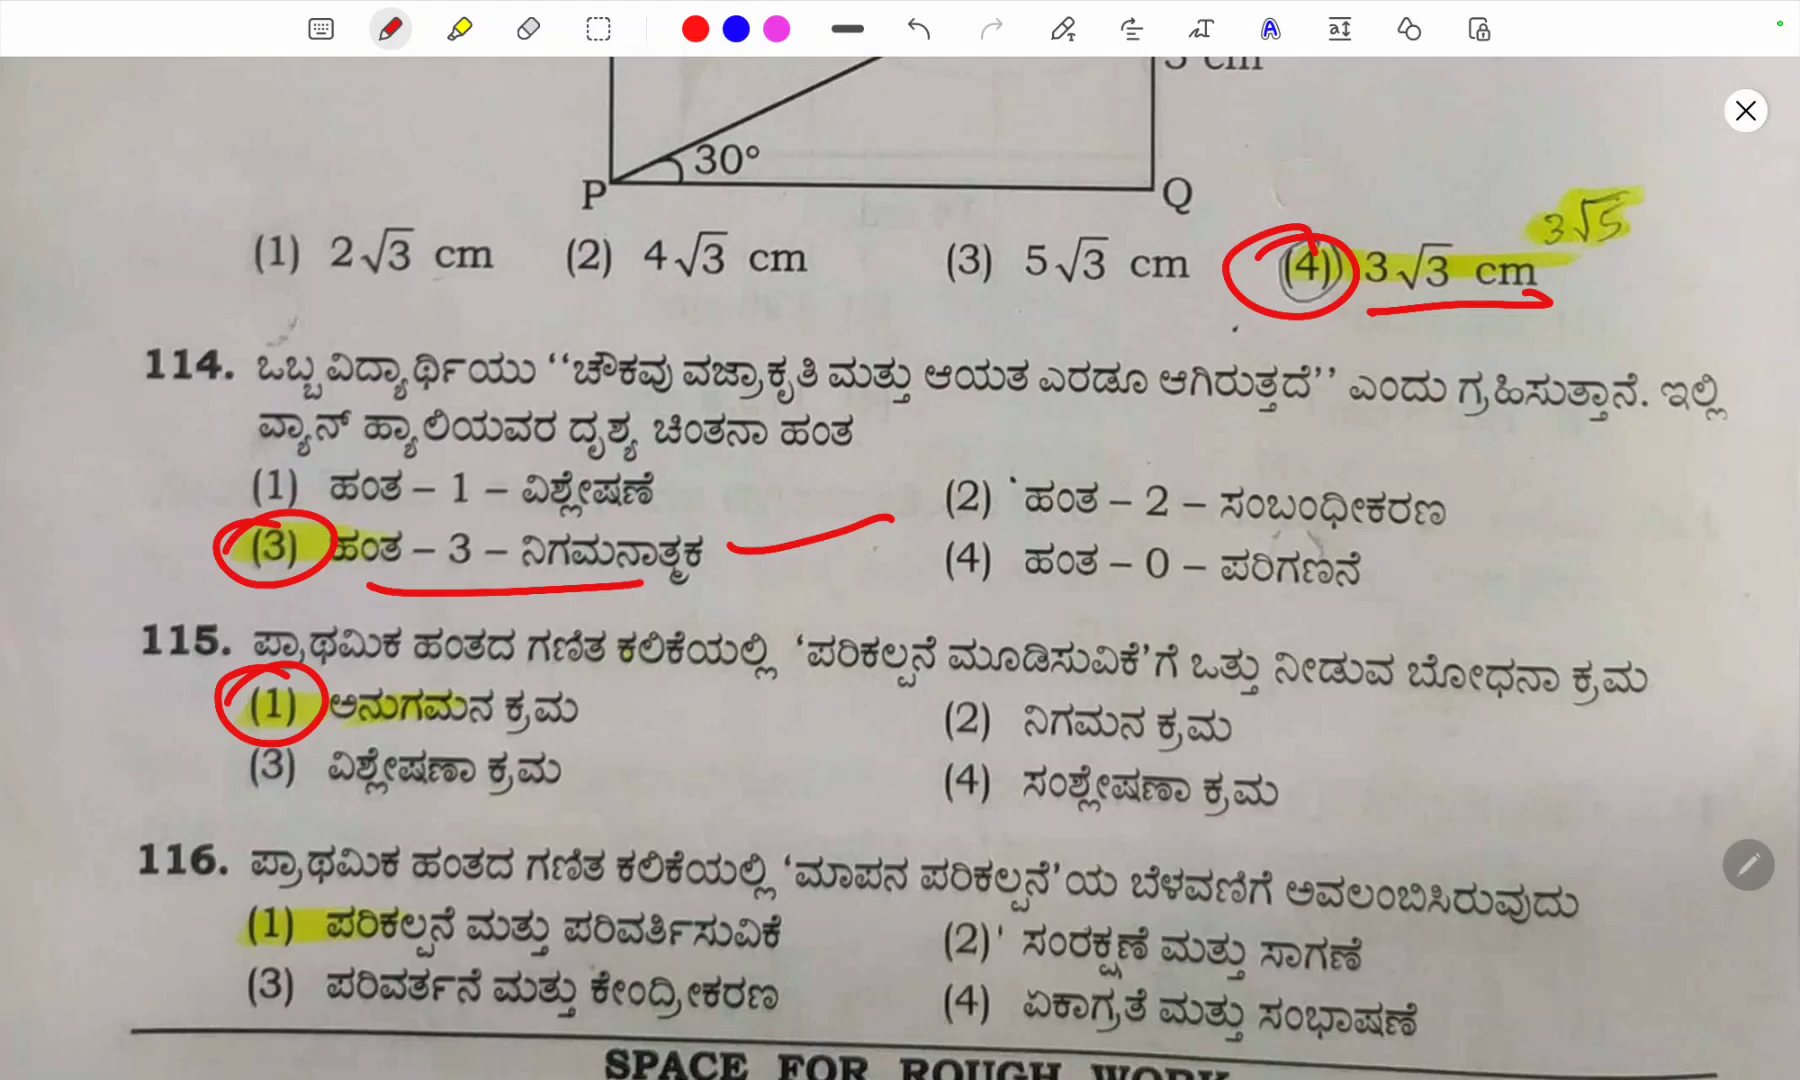 30°
P
Q
3√5
(1) 2√3 cm (2) 4√3 cm (3) 5√3 cm (4) 3√3 cm
114. ಒಬ್ಬ ವಿದ್ಯಾರ್ಥಿಯು ‘‘ಚೌಕವು ವಜ್ರಾಕೃತಿ ಮತ್ತು ಆಯತ ಎರಡೂ ಆಗಿರುತ್ತದೆ’’ ಎಂದು ಗ್ರಹಿಸುತ್ತಾನೆ. ಇಲ್ಲಿ
ವ್ಯಾನ್ ಹ್ಯಾಲಿಯವರ ದೃಶ್ಯ ಚಿಂತನಾ ಹಂತ
(1) ಹಂತ – 1 – ವಿಶ್ಲೇಷಣೆ (2) ಹಂತ – 2 – ಸಂಬಂಧೀಕರಣ
(3) ಹಂತ – 3 – ನಿಗಮನಾತ್ಮಕ (4) ಹಂತ – 0 – ಪರಿಗಣನೆ
115. ಪ್ರಾಥಮಿಕ ಹಂತದ ಗಣಿತ ಕಲಿಕೆಯಲ್ಲಿ ‘ಪರಿಕಲ್ಪನೆ ಮೂಡಿಸುವಿಕೆ’ಗೆ ಒತ್ತು ನೀಡುವ ಬೋಧನಾ ಕ್ರಮ
(1) ಅನುಗಮನ ಕ್ರಮ (2) ನಿಗಮನ ಕ್ರಮ
(3) ವಿಶ್ಲೇಷಣಾ ಕ್ರಮ (4) ಸಂಶ್ಲೇಷಣಾ ಕ್ರಮ
116. ಪ್ರಾಥಮಿಕ ಹಂತದ ಗಣಿತ ಕಲಿಕೆಯಲ್ಲಿ ‘ಮಾಪನ ಪರಿಕಲ್ಪನೆ’ಯ ಬೆಳವಣಿಗೆ ಅವಲಂಬಿಸಿರುವುದು
(1) ಪರಿಕಲ್ಪನೆ ಮತ್ತು ಪರಿವರ್ತಿಸುವಿಕೆ (2) ಸಂರಕ್ಷಣೆ ಮತ್ತು ಸಾಗಣೆ
(3) ಪರಿವರ್ತನೆ ಮತ್ತು ಕೇಂದ್ರೀಕರಣ (4) ಏಕಾಗ್ರತೆ ಮತ್ತು ಸಂಭಾಷಣೆ
SPACE FOR ROUGH WORK